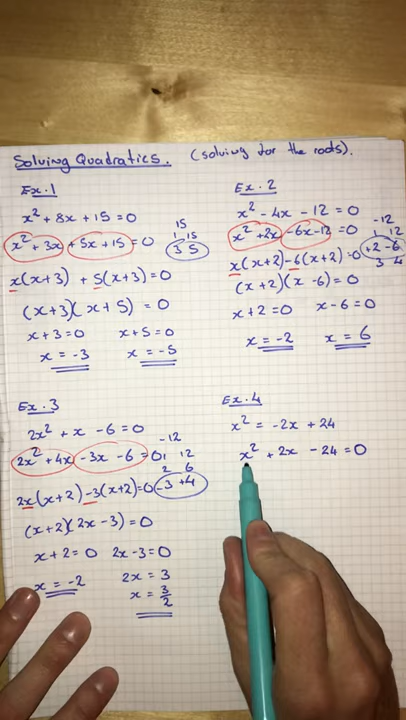 Solving Quadratics. (solving for the roots).
Ex.1
x² + 8x + 15 = 0
15
1 15
3 5
x² + 3x + 5x + 15 = 0
x(x+3) + 5(x+3) = 0
(x+3)(x+5) = 0
x+3=0 x+5=0
x = -3 x = -5
Ex.2
x² - 4x - 12 = 0
-12
1 12
+2 -6
3 4
x² + 2x - 6x - 12 = 0
x(x+2) - 6(x+2) = 0
(x+2)(x-6) = 0
x+2=0 x-6=0
x = -2 x = 6
Ex.3
2x² + x - 6 = 0
-12
1 12
2 6
-3 +4
2x² + 4x - 3x - 6 = 0
2x(x+2) - 3(x+2) = 0
(x+2)(2x-3) = 0
x+2=0 2x-3=0
x = -2 2x = 3
x = 3/2
Ex.4
x² = -2x + 24
x² + 2x - 24 = 0